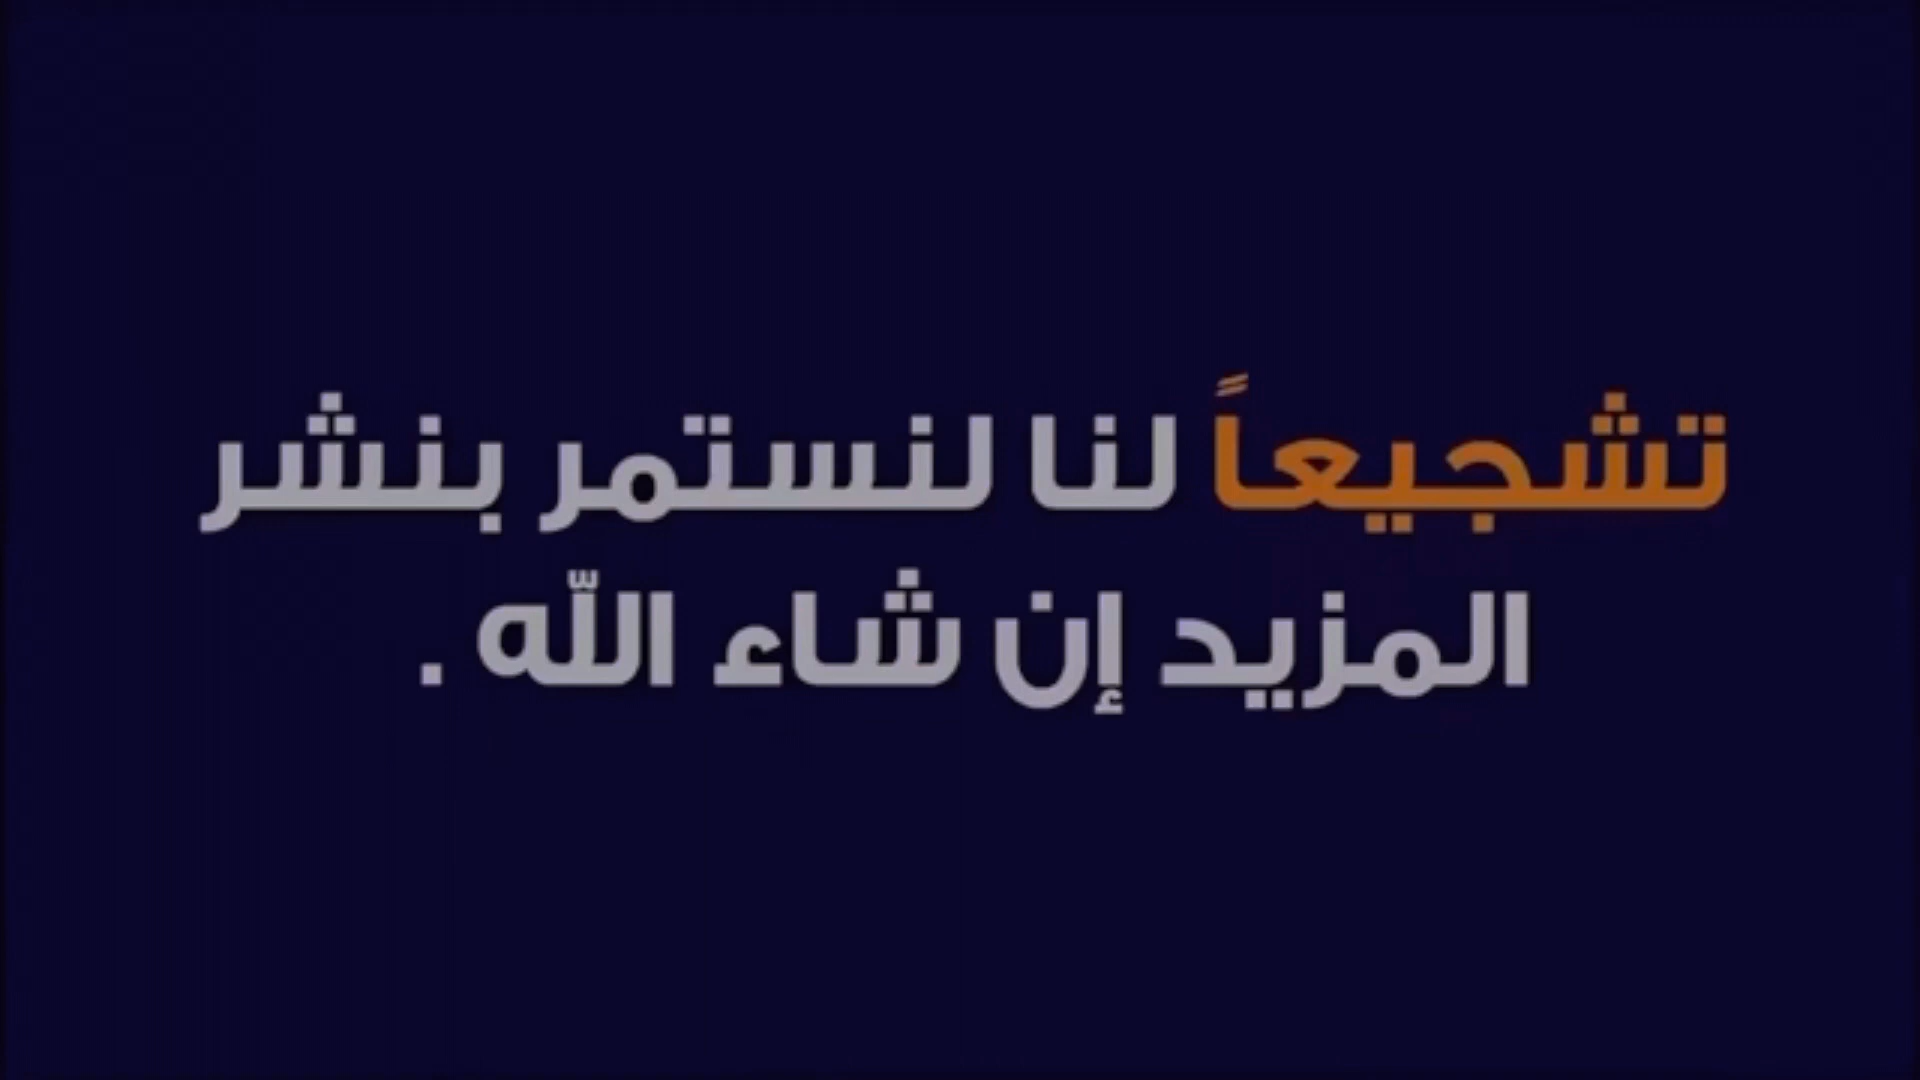 تشجيعاً لنا لنستمر بنشر
المزيد إن شاء اللّه .